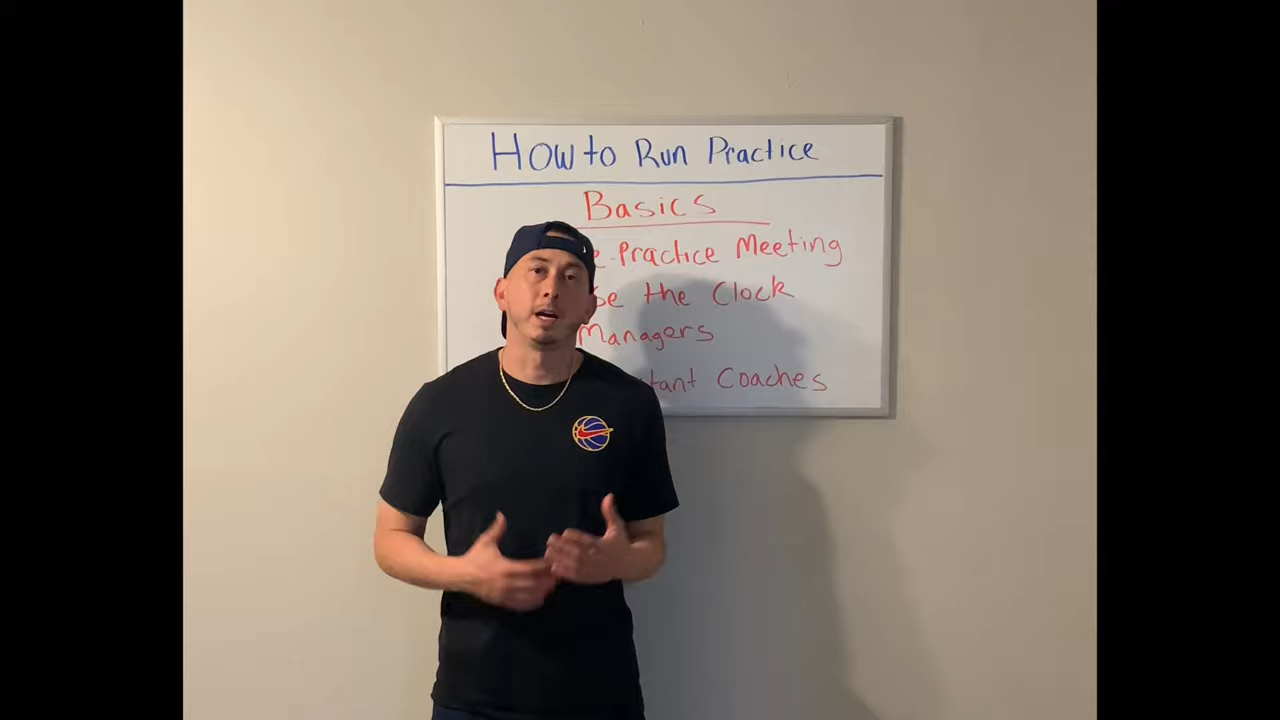 How to Run Practice
Basics
Practice Meeting
the Clock
Managers
Coaches